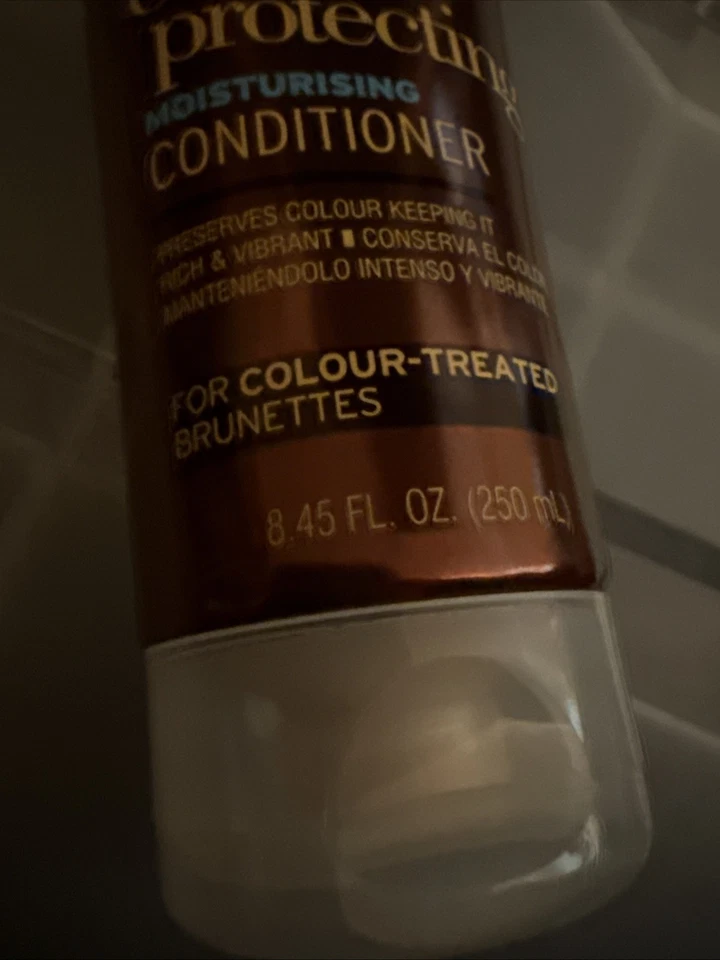 protecting
MOISTURISING
CONDITIONER
PRESERVES COLOUR KEEPING IT
RICH & VIBRANT ▮ CONSERVA EL COLOR
MANTENIÉNDOLO INTENSO Y VIBRANTE
FOR COLOUR-TREATED
BRUNETTES
8.45 FL. OZ. (250 mL)